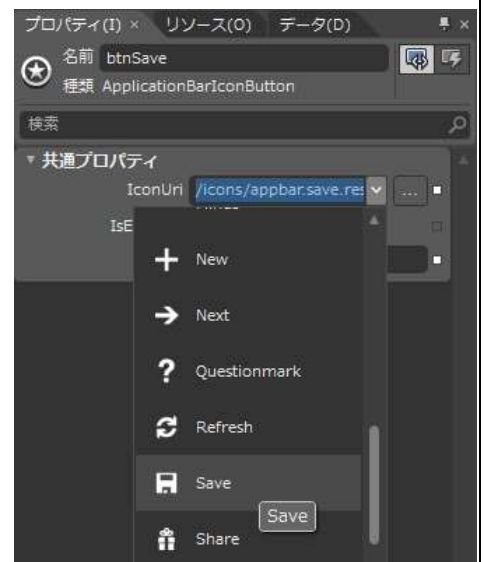 プロパティ(I) × リソース(O) データ(D)
名前 btnSave
種類 ApplicationBarIconButton
検索
共通プロパティ
IconUri /icons/appbar.save.res ...
IsE
New
Next
Questionmark
Refresh
Save
Save
Share